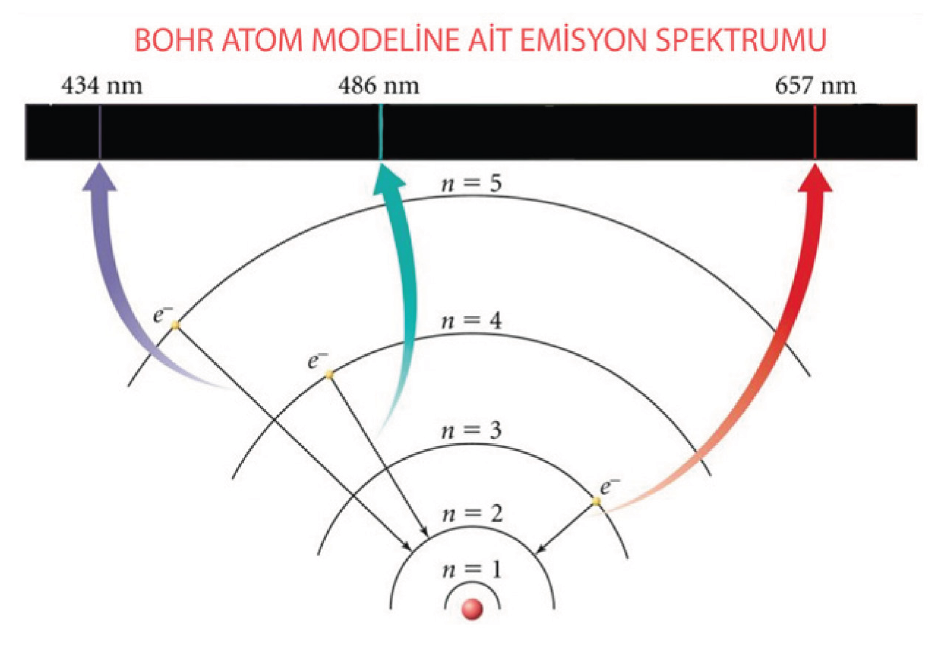 BOHR ATOM MODELİNE AİT EMİSYON SPEKTRUMU
434 nm 486 nm 657 nm
n = 5
e⁻
n = 4
e⁻
n = 3
e⁻
n = 2
n = 1